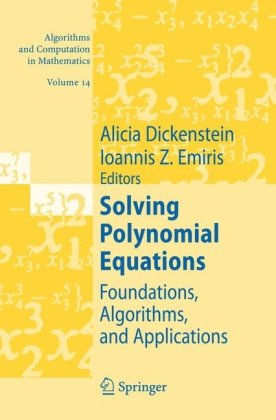 Algorithms
and Computation
in Mathematics
Volume 14
Alicia Dickenstein
Ioannis Z. Emiris
Editors
Solving
Polynomial
Equations
Foundations,
Algorithms,
and Applications
Springer